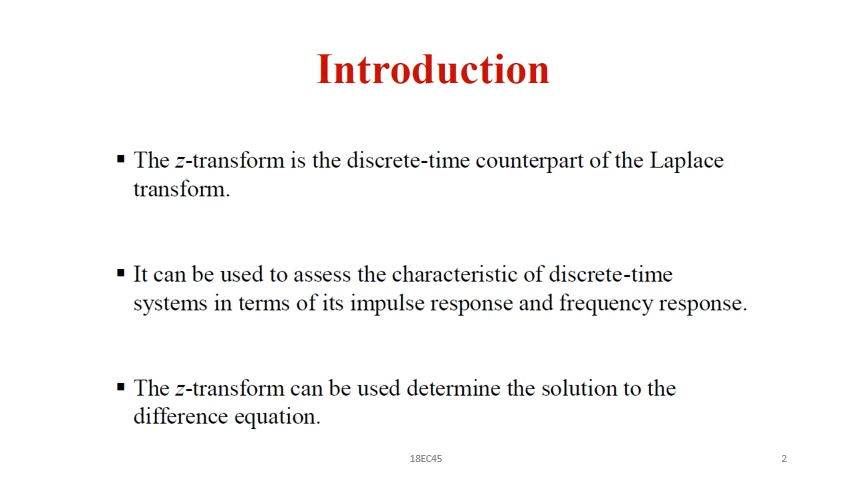 Introduction
▪ The z-transform is the discrete-time counterpart of the Laplace
transform.
▪ It can be used to assess the characteristic of discrete-time
systems in terms of its impulse response and frequency response.
▪ The z-transform can be used determine the solution to the
difference equation.
18EC45
2